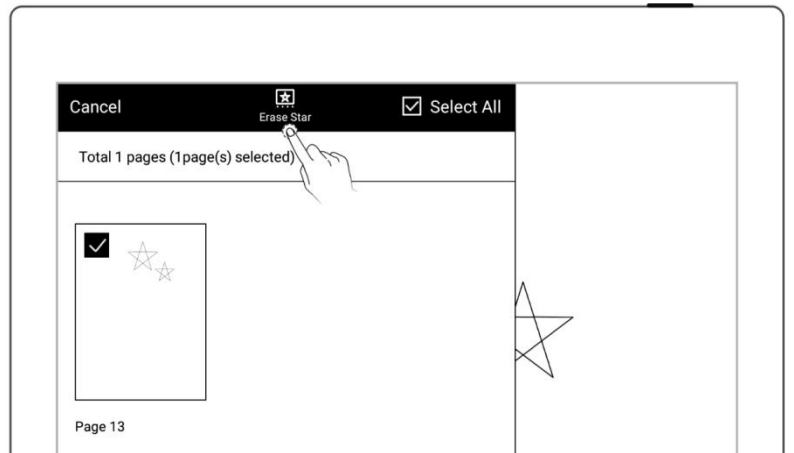 Cancel
Erase Star
Select All
Total 1 pages (1page(s) selected)
Page 13